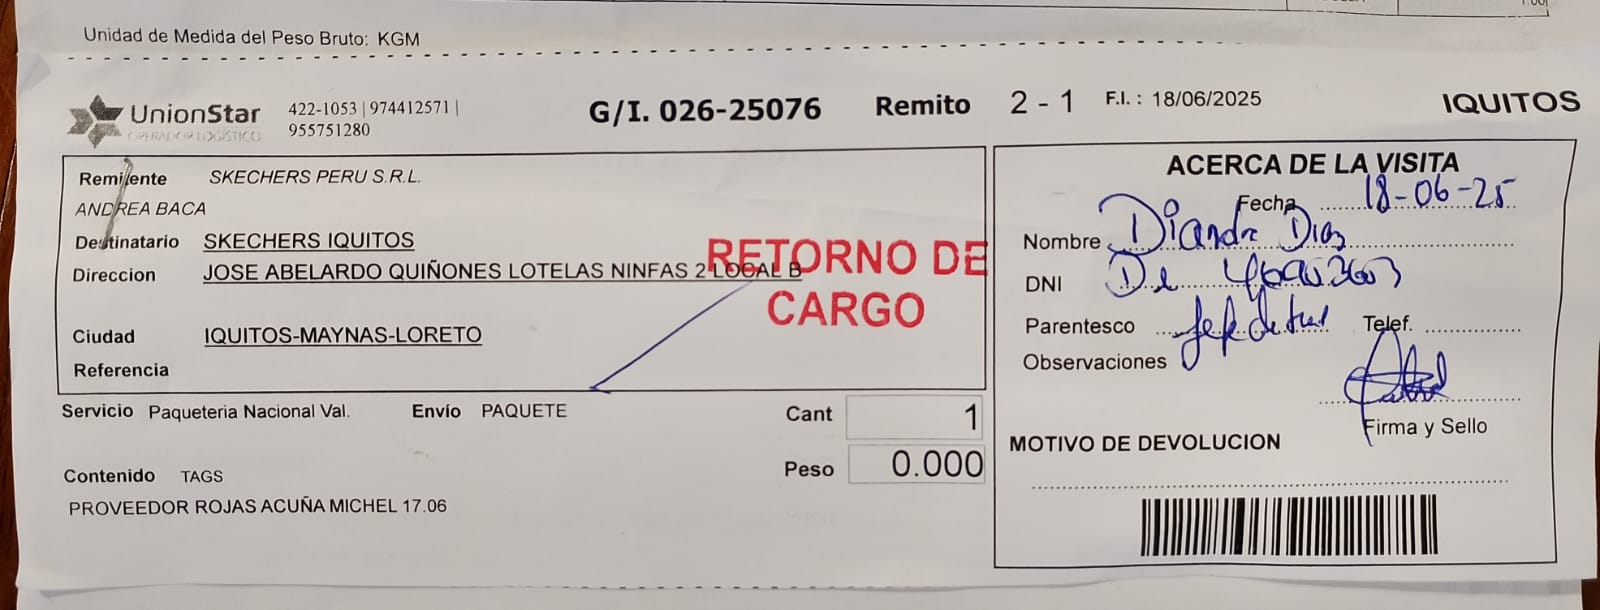 Unidad de Medida del Peso Bruto: KGM
UnionStar
OPERADOR LOGÍSTICO
422-1053 | 974412571 |
955751280
G/I. 026-25076 Remito 2 - 1 F.I. : 18/06/2025 IQUITOS
Remitente SKECHERS PERU S.R.L.
ANDREA BACA
Destinatario SKECHERS IQUITOS
Direccion JOSE ABELARDO QUIÑONES LOTELAS NINFAS 2 LOCAL B
RETORNO DE
CARGO
Ciudad IQUITOS-MAYNAS-LORETO
Referencia
Servicio Paqueteria Nacional Val. Envío PAQUETE
Cant 1
Peso 0.000
Contenido TAGS
PROVEEDOR ROJAS ACUÑA MICHEL 17.06
ACERCA DE LA VISITA
Fecha 18-06-25
Nombre Diandra Diaz
DNI
Parentesco Jefe de Telef.
Observaciones
Firma y Sello
MOTIVO DE DEVOLUCION